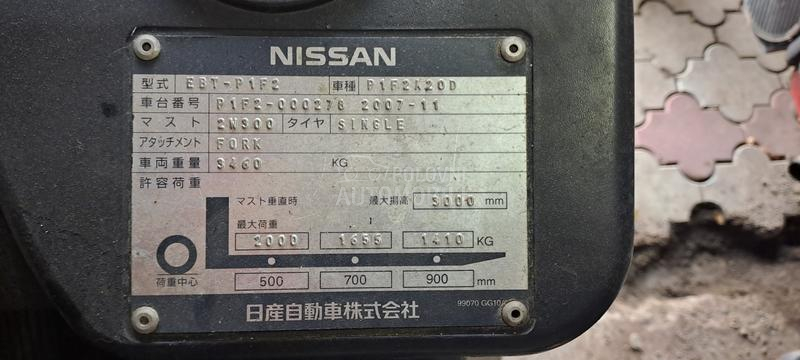 NISSAN
型式 EBT-P1F2 車種 P1F2A20D
車台番号 P1F2-000276 2007-11
マスト 2W300 タイヤ SINGLE
アタッチメント FORK
車両重量 3460 KG
許容荷重
マスト垂直時 最大揚高 3000 mm
最大荷重
2000 1655 1410 KG
荷重中心 500 700 900 mm
日産自動車株式会社 99070 GG10